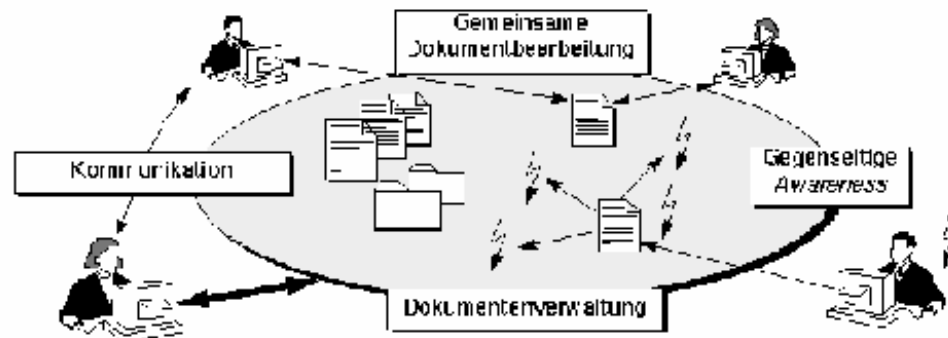 Gemeinsame
Dokumentbearbeitung
Kommunikation
Gegenseitige
Awareness
Dokumentenverwaltung